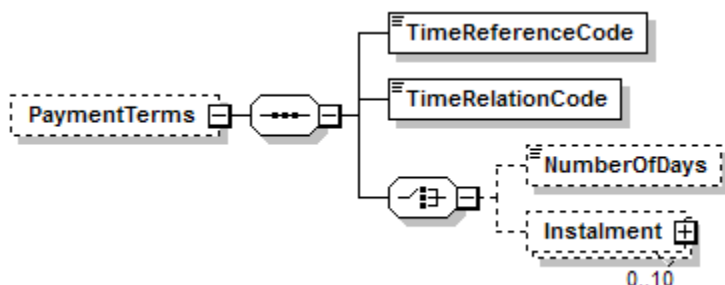 TimeReferenceCode
TimeRelationCode
PaymentTerms
NumberOfDays
Instalment
0..10